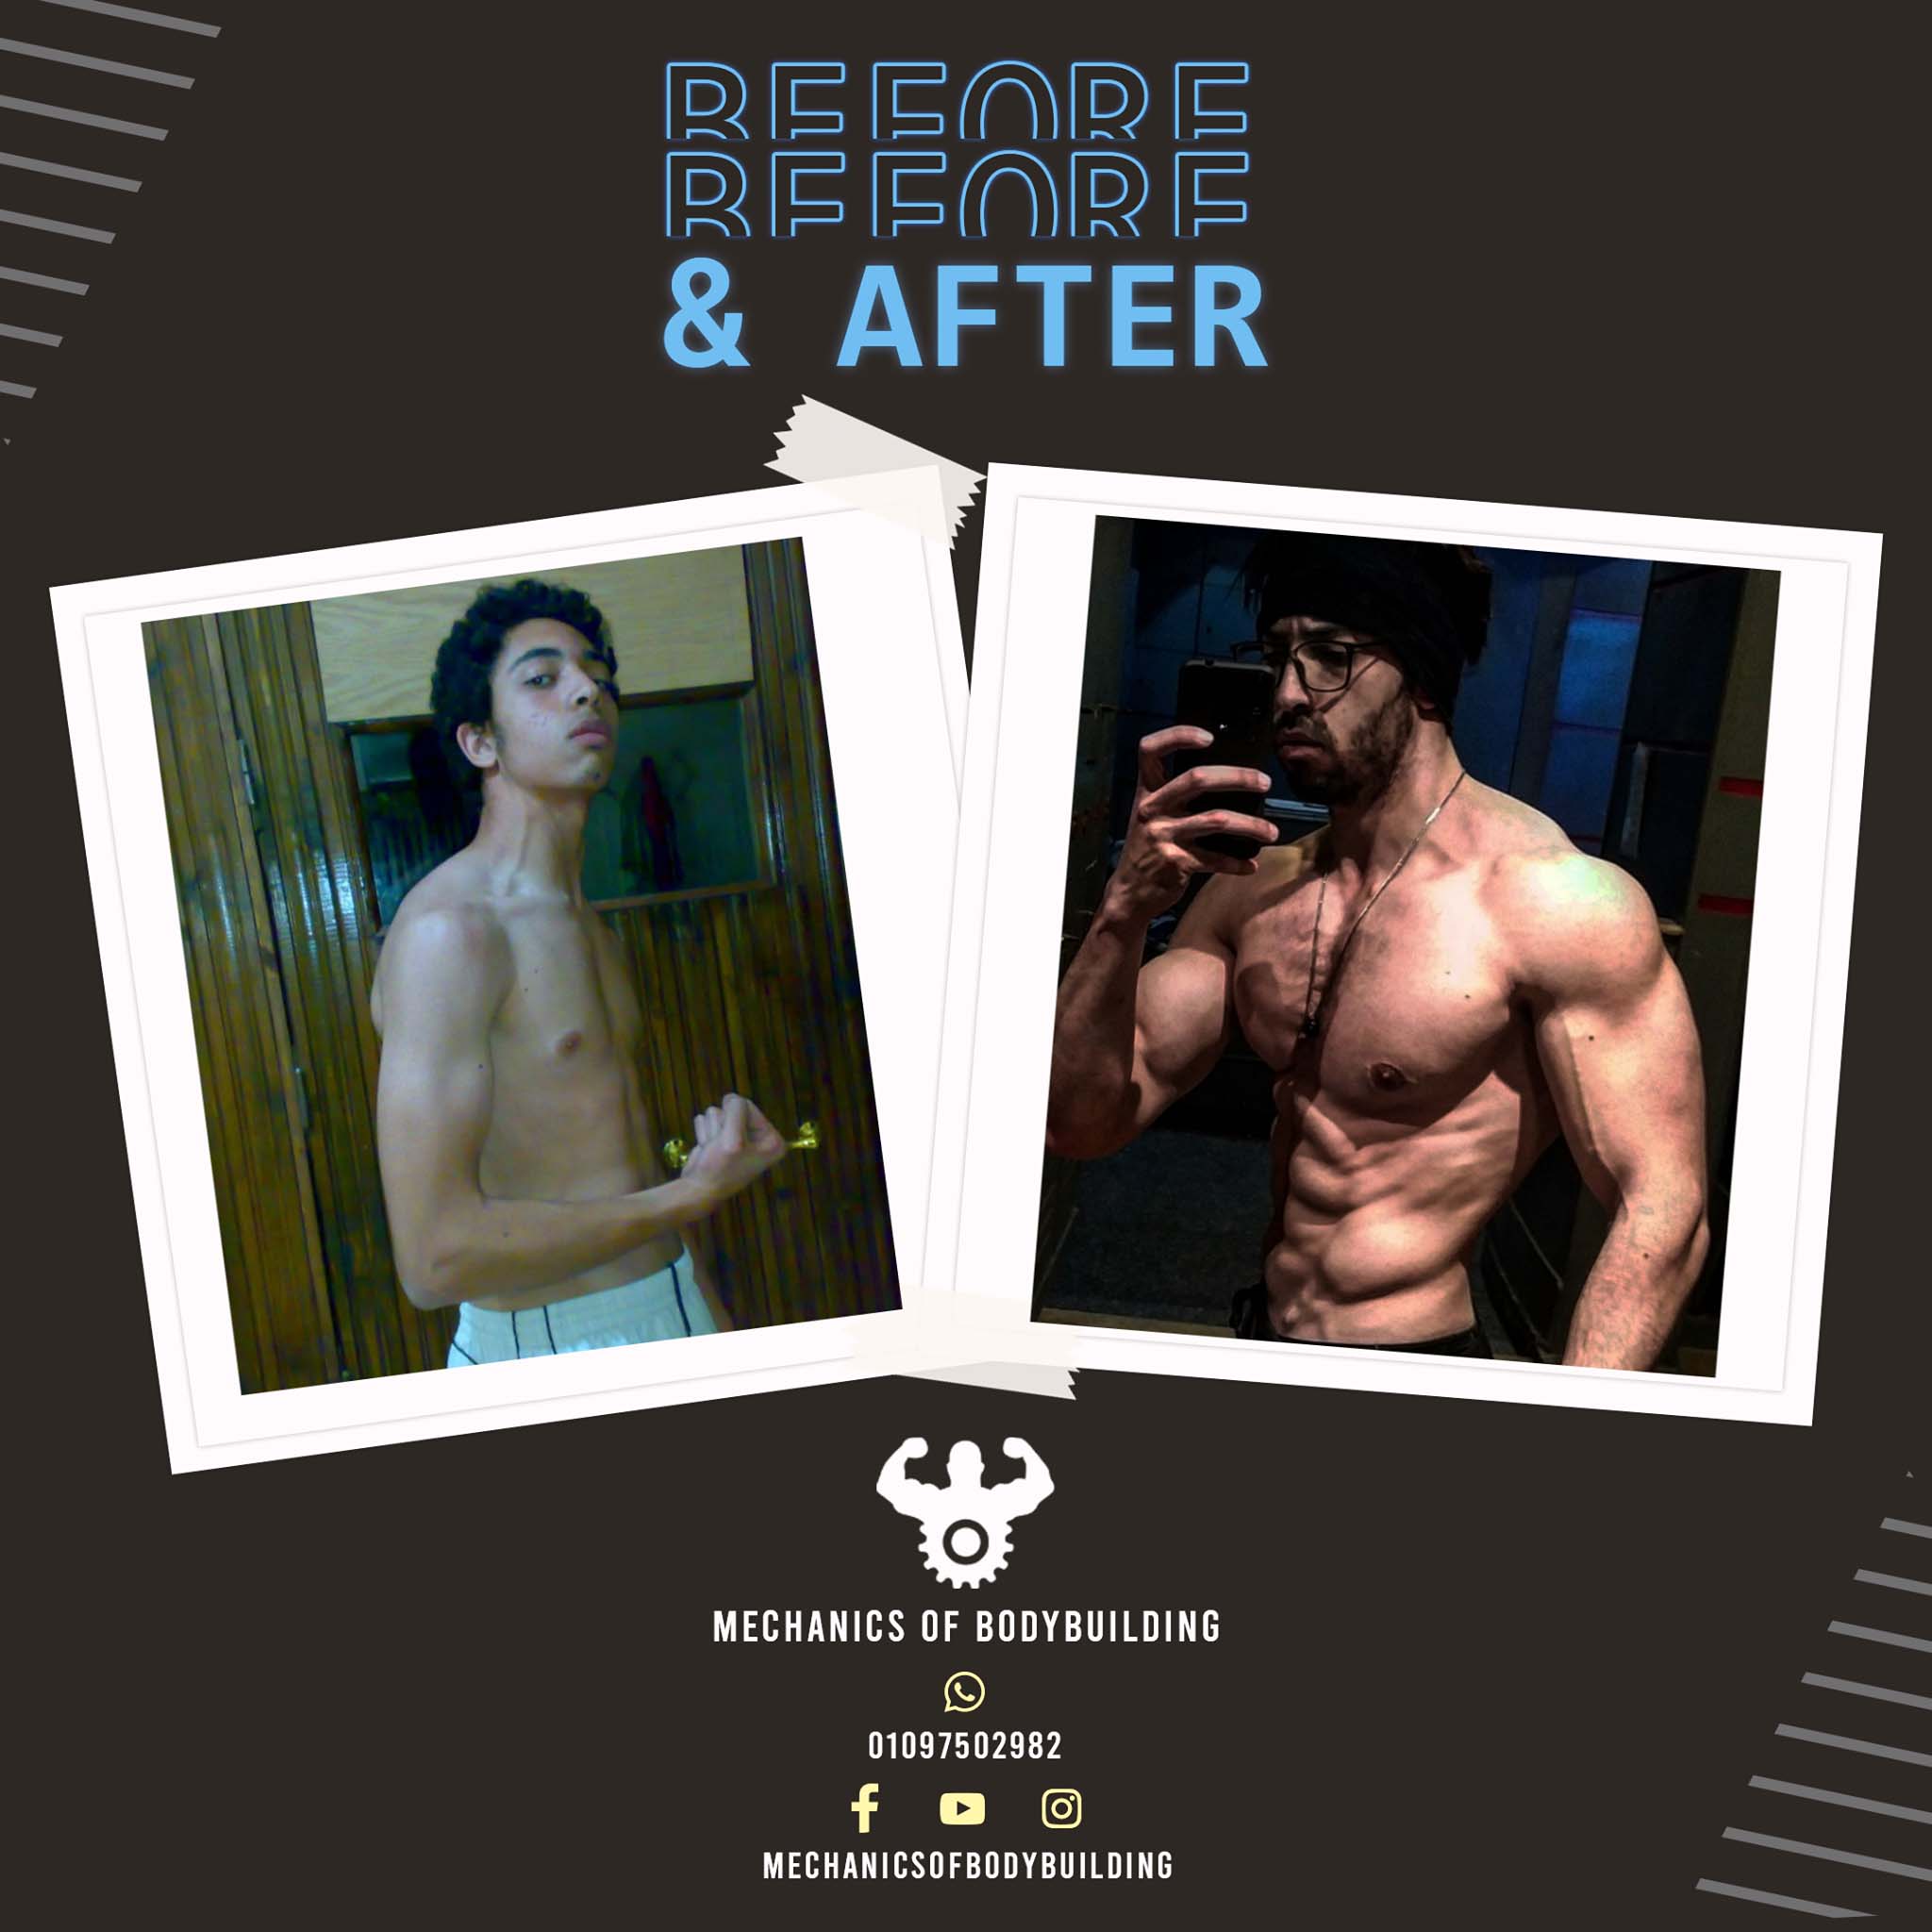 BEFORE
BEFORE
& AFTER
MECHANICS OF BODYBUILDING
01097502982
MECHANICSOFBODYBUILDING